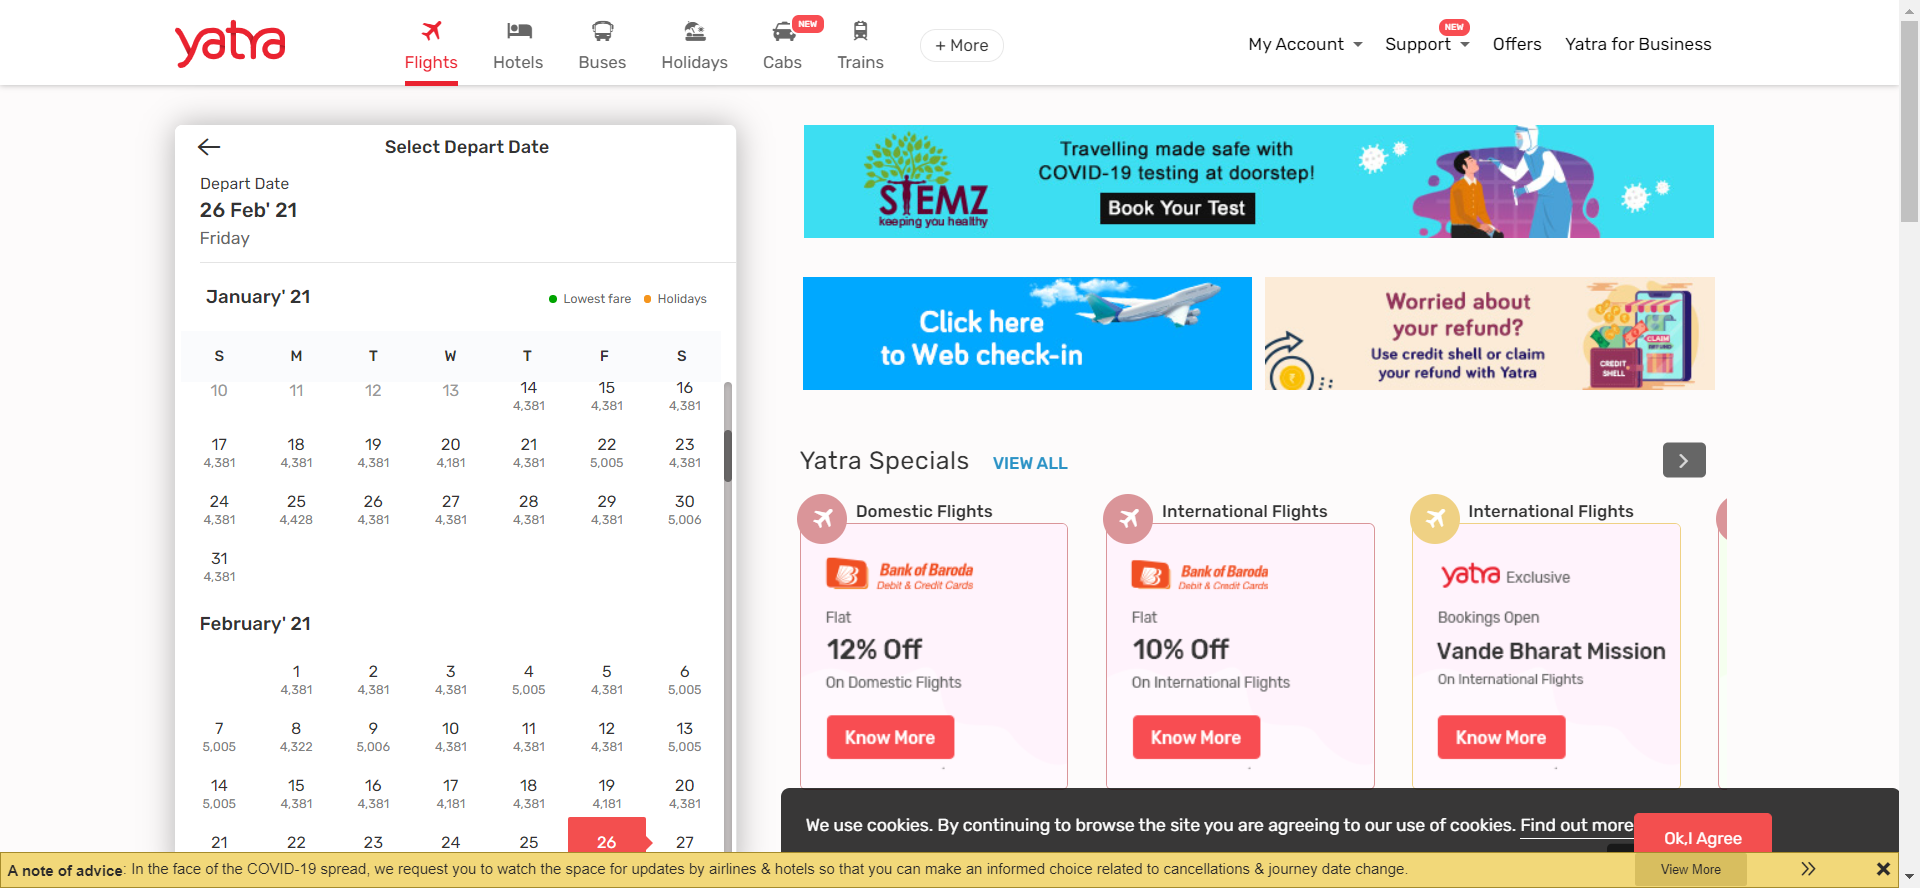 yatra
Flights
Hotels
Buses
Holidays
Cabs
NEW
Trains
+ More
My Account
Support
NEW
Offers
Yatra for Business
Select Depart Date
Depart Date
26 Feb' 21
Friday
January' 21
Lowest fare
Holidays
S M T W T F S
10 11 12 13 14 15 16
4,381 4,381 4,381
17 18 19 20 21 22 23
4,381 4,381 4,381 4,181 4,381 5,005 4,381
24 25 26 27 28 29 30
4,381 4,428 4,381 4,381 4,381 4,381 5,006
31
4,381
February' 21
1 2 3 4 5 6
4,381 4,381 4,381 5,005 4,381 5,005
7 8 9 10 11 12 13
5,005 4,322 5,006 4,381 4,381 4,381 5,005
14 15 16 17 18 19 20
5,005 4,381 4,381 4,181 4,381 4,181 4,381
21 22 23 24 25 26 27
STEMZ
keeping you healthy
Travelling made safe with
COVID-19 testing at doorstep!
Book Your Test
Click here
to Web check-in
Worried about
your refund?
Use credit shell or claim
your refund with Yatra
CREDIT
SHELL
CLAIM
Yatra Specials
VIEW ALL
Domestic Flights
Bank of Baroda
Debit & Credit Cards
Flat
12% Off
On Domestic Flights
Know More
International Flights
Bank of Baroda
Debit & Credit Cards
Flat
10% Off
On International Flights
Know More
International Flights
yatra Exclusive
Bookings Open
Vande Bharat Mission
On International Flights
Know More
We use cookies. By continuing to browse the site you are agreeing to our use of cookies. Find out more
Ok,I Agree
A note of advice: In the face of the COVID-19 spread, we request you to watch the space for updates by airlines & hotels so that you can make an informed choice related to cancellations & journey date change.
View More